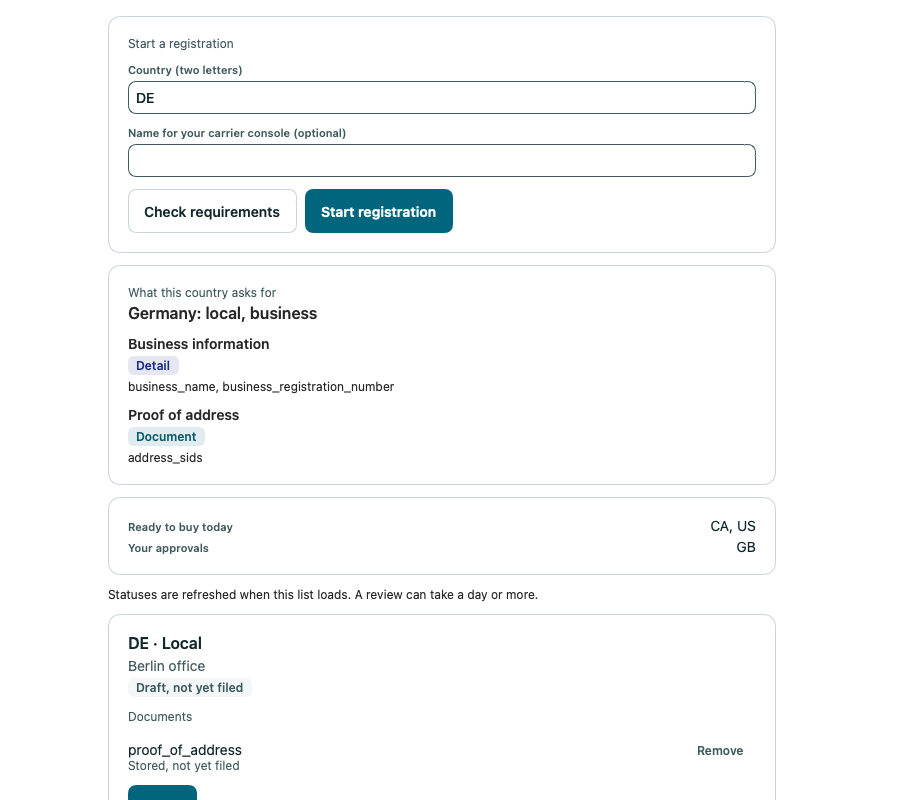 Start a registration
Country (two letters)
DE
Name for your carrier console (optional)
Check requirements
Start registration
What this country asks for
Germany: local, business
Business information
Detail
business_name, business_registration_number
Proof of address
Document
address_sids
Ready to buy today CA, US
Your approvals GB
Statuses are refreshed when this list loads. A review can take a day or more.
DE · Local
Berlin office
Draft, not yet filed
Documents
proof_of_address
Remove
Stored, not yet filed